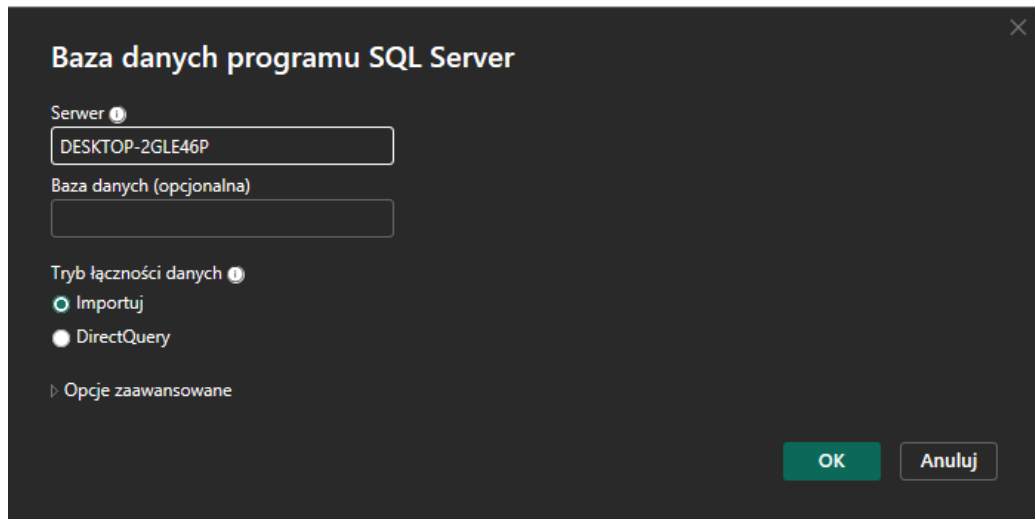 Baza danych programu SQL Server
Serwer
DESKTOP-2GLE46P
Baza danych (opcjonalna)
Tryb łączności danych
Importuj
DirectQuery
Opcje zaawansowane
OK Anuluj